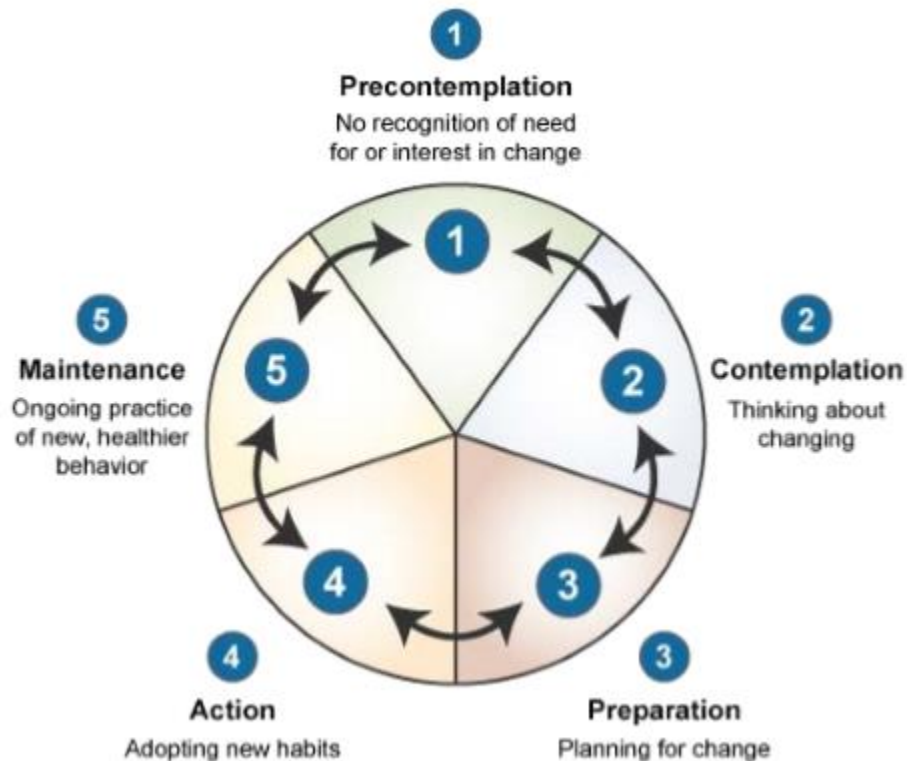 1
Precontemplation
No recognition of need
for or interest in change
1
2
Contemplation
Thinking about
changing
2
3
Preparation
Planning for change
3
4
Action
Adopting new habits
4
5
Maintenance
Ongoing practice
of new, healthier
behavior
5